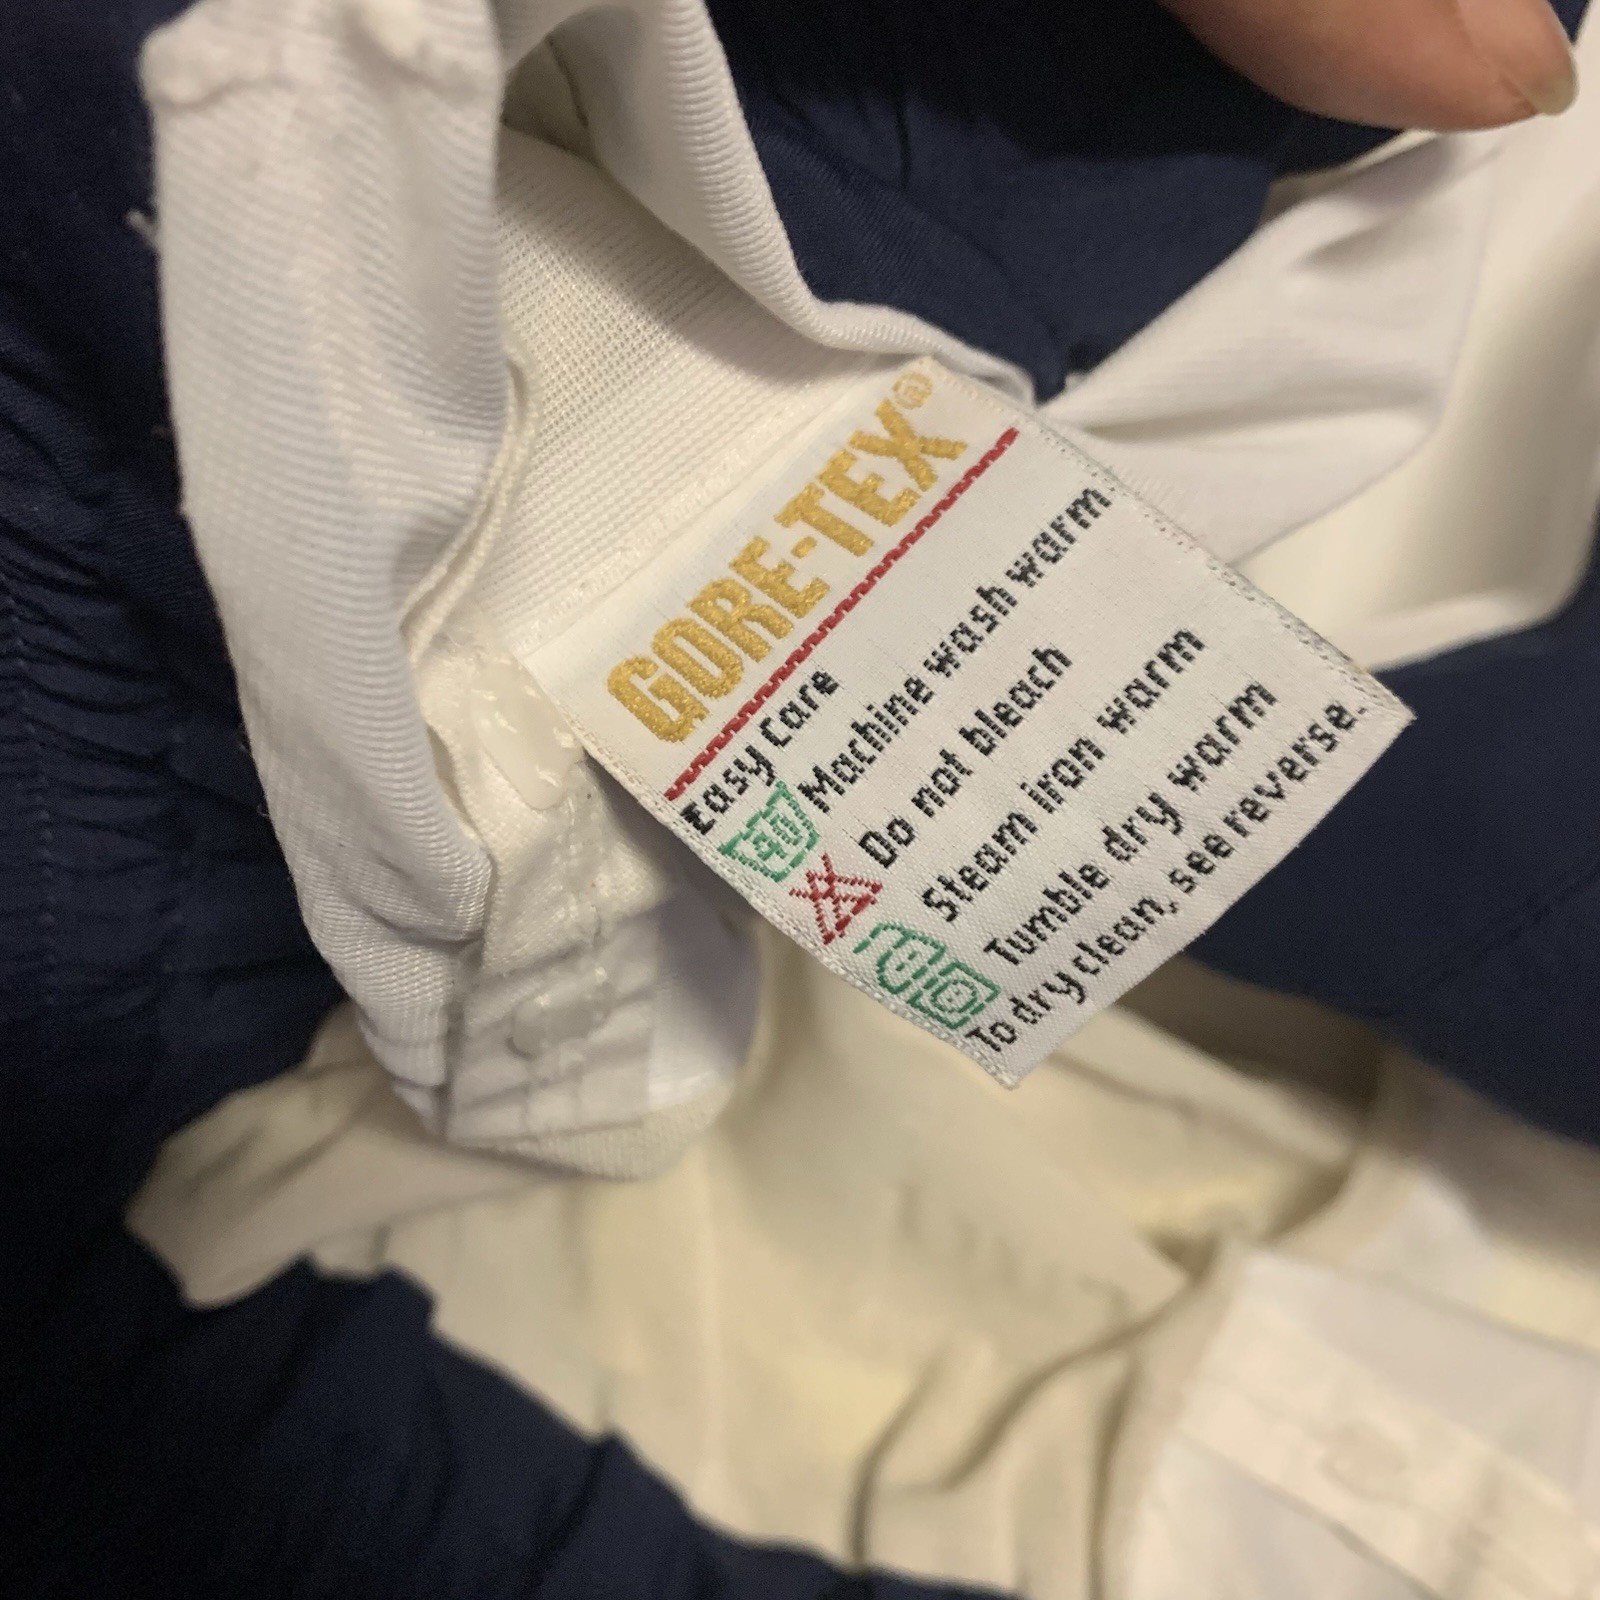 GORE-TEX®
Easy Care
40 Machine wash warm
Do not bleach
Steam iron warm
Tumble dry warm
To dry clean, see reverse.